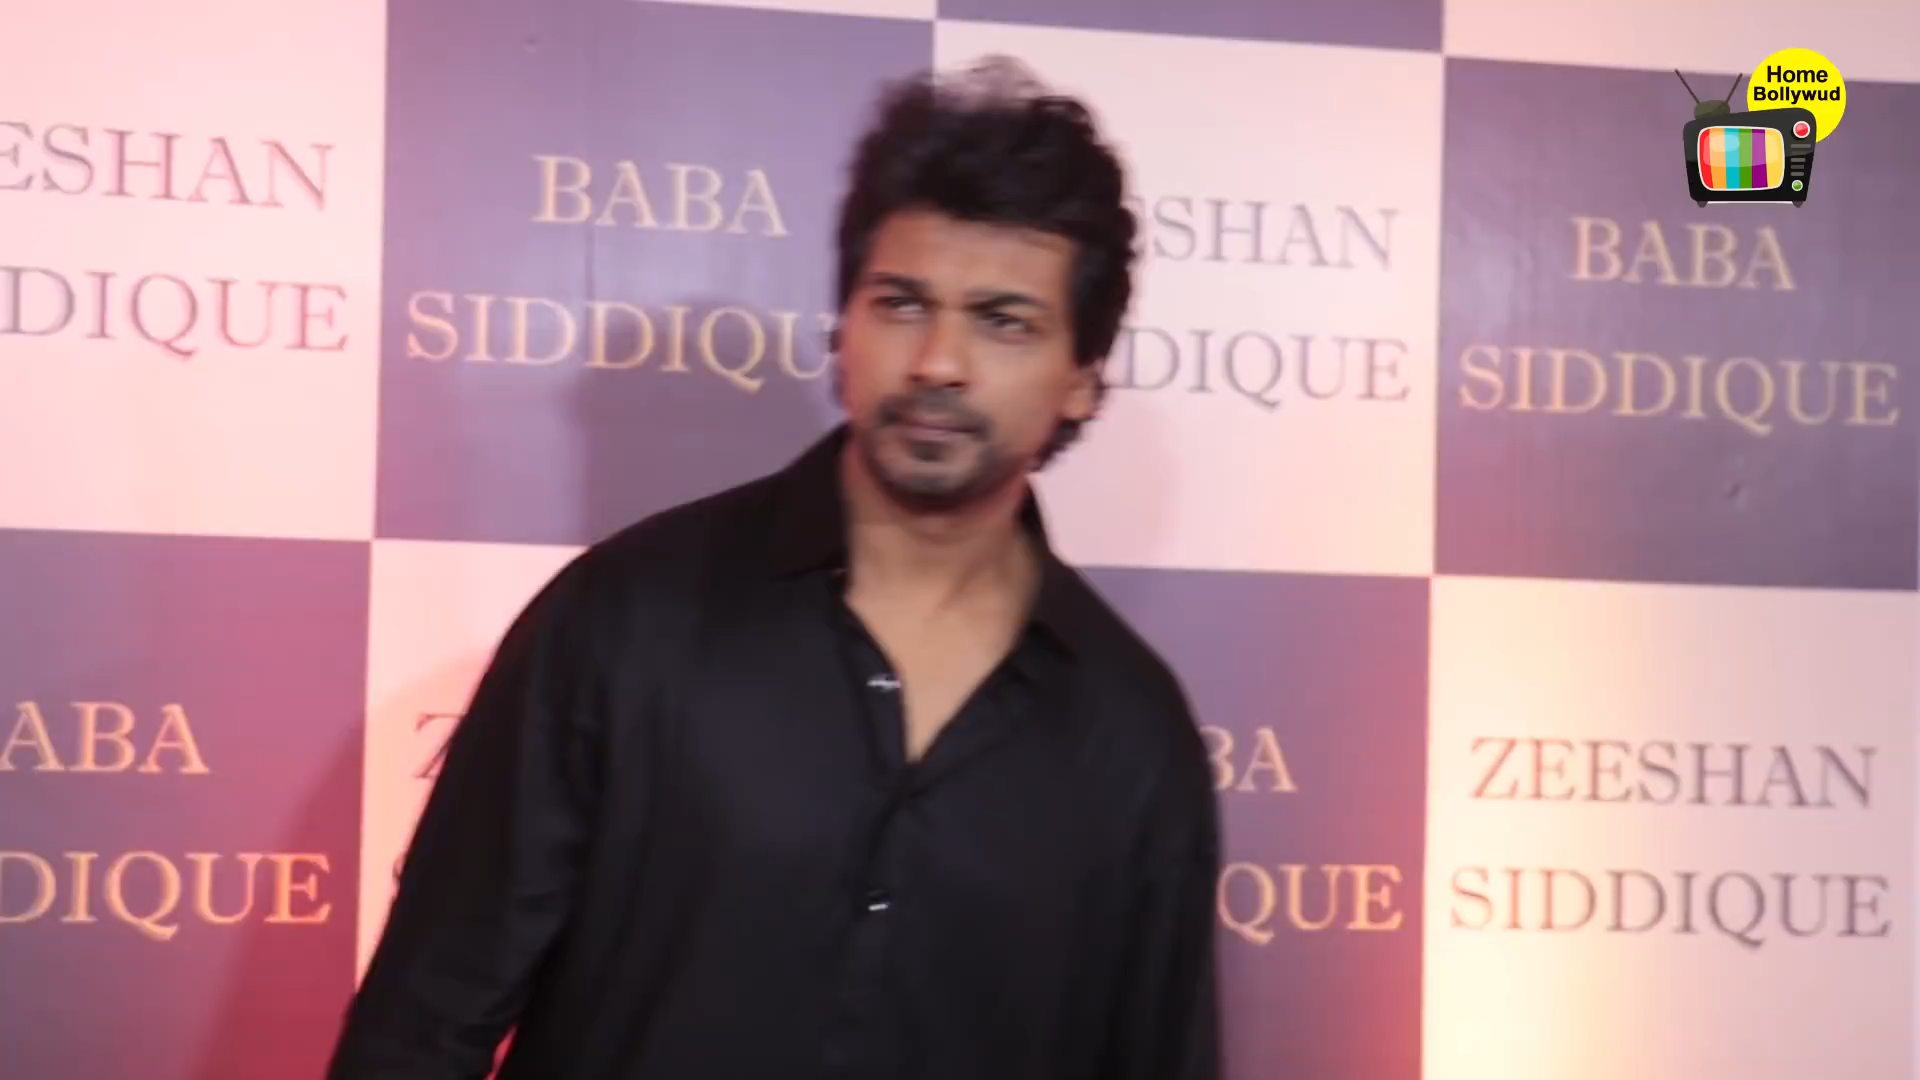 Home
Bollywud
ESHAN
DIQUE
BABA
SIDDIQU
SHAN
DIQUE
BABA
SIDDIQUE
ABA
DIQUE
Z
BA
QUE
ZEESHAN
SIDDIQUE